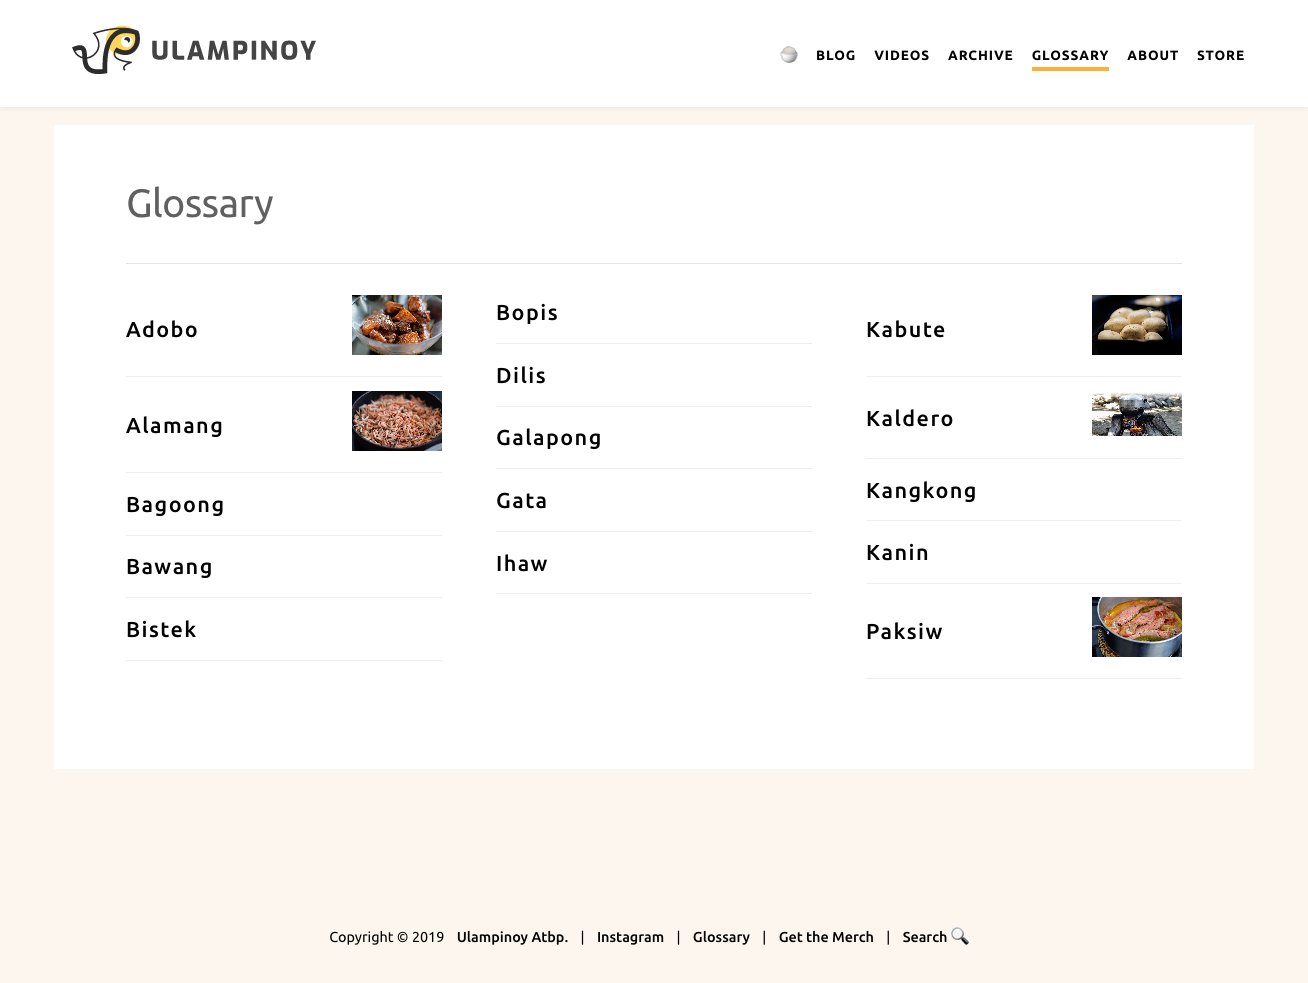 ULAMPINOY
BLOG VIDEOS ARCHIVE GLOSSARY ABOUT STORE
Glossary
Adobo
Alamang
Bagoong
Bawang
Bistek
Bopis
Dilis
Galapong
Gata
Ihaw
Kabute
Kaldero
Kangkong
Kanin
Paksiw
Copyright © 2019 Ulampinoy Atbp. | Instagram | Glossary | Get the Merch | Search